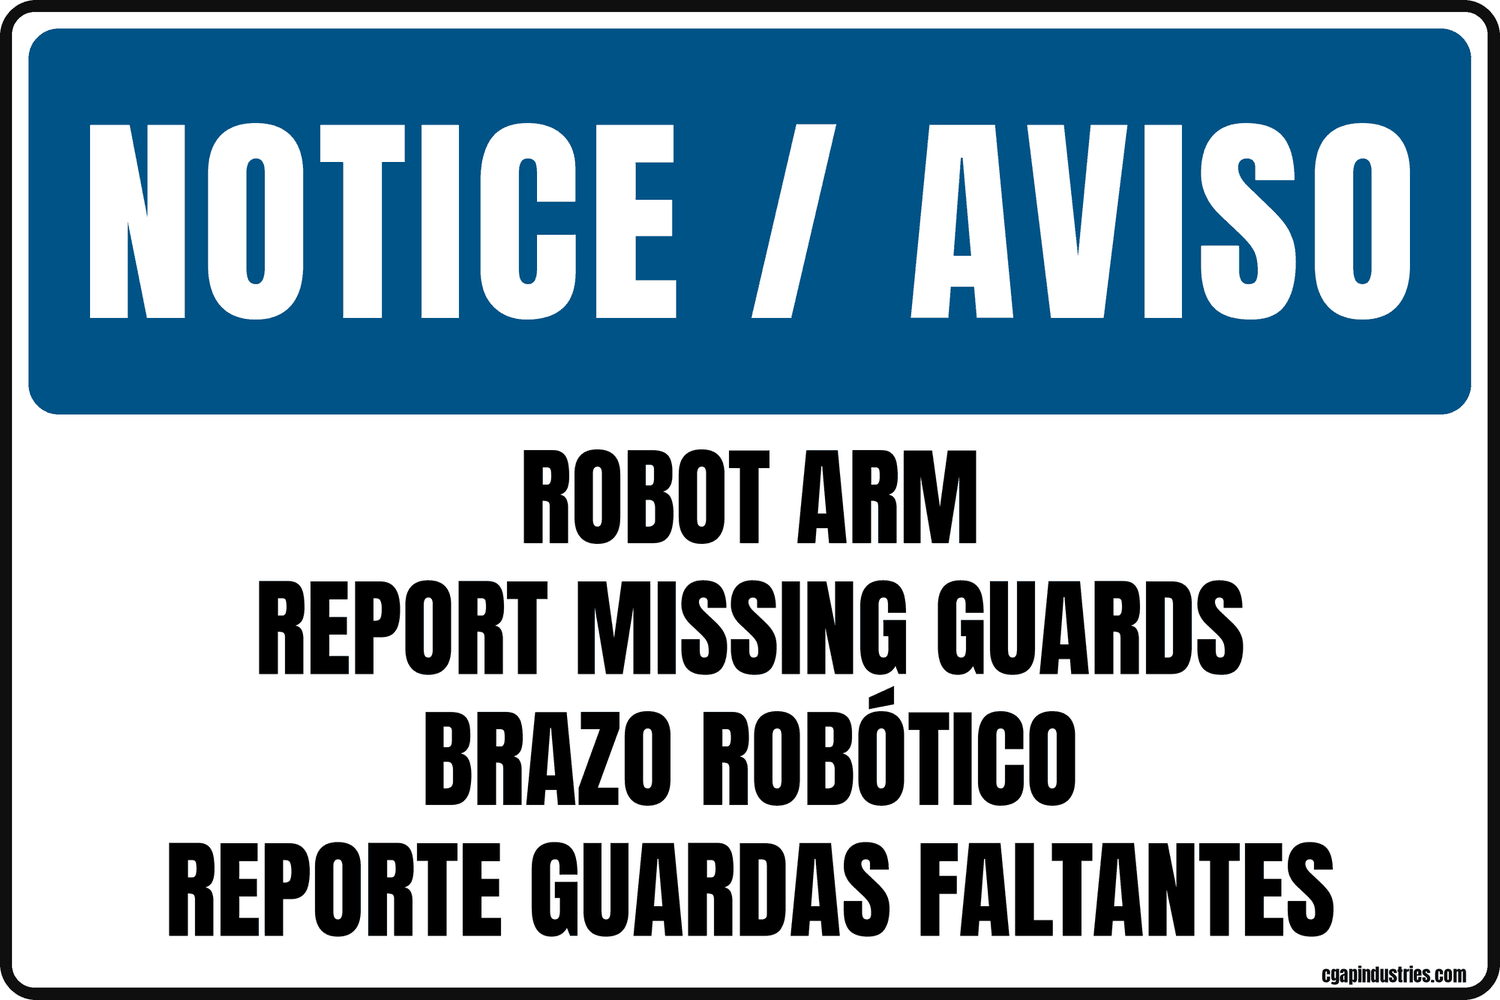 NOTICE / AVISO
ROBOT ARM
REPORT MISSING GUARDS
BRAZO ROBÓTICO
REPORTE GUARDAS FALTANTES
cgapindustries.com